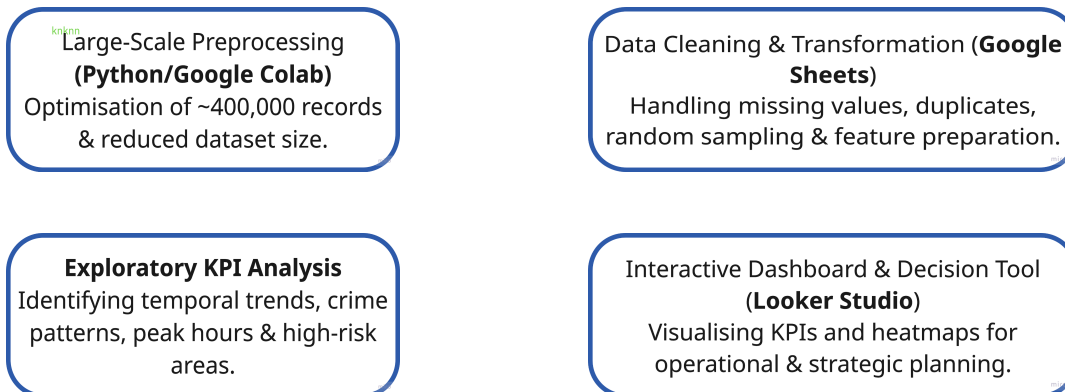 knknn
Large-Scale Preprocessing
(Python/Google Colab)
Optimisation of ~400,000 records
& reduced dataset size.
Data Cleaning & Transformation (Google
Sheets)
Handling missing values, duplicates,
random sampling & feature preparation.
Exploratory KPI Analysis
Identifying temporal trends, crime
patterns, peak hours & high-risk
areas.
Interactive Dashboard & Decision Tool
(Looker Studio)
Visualising KPIs and heatmaps for
operational & strategic planning.